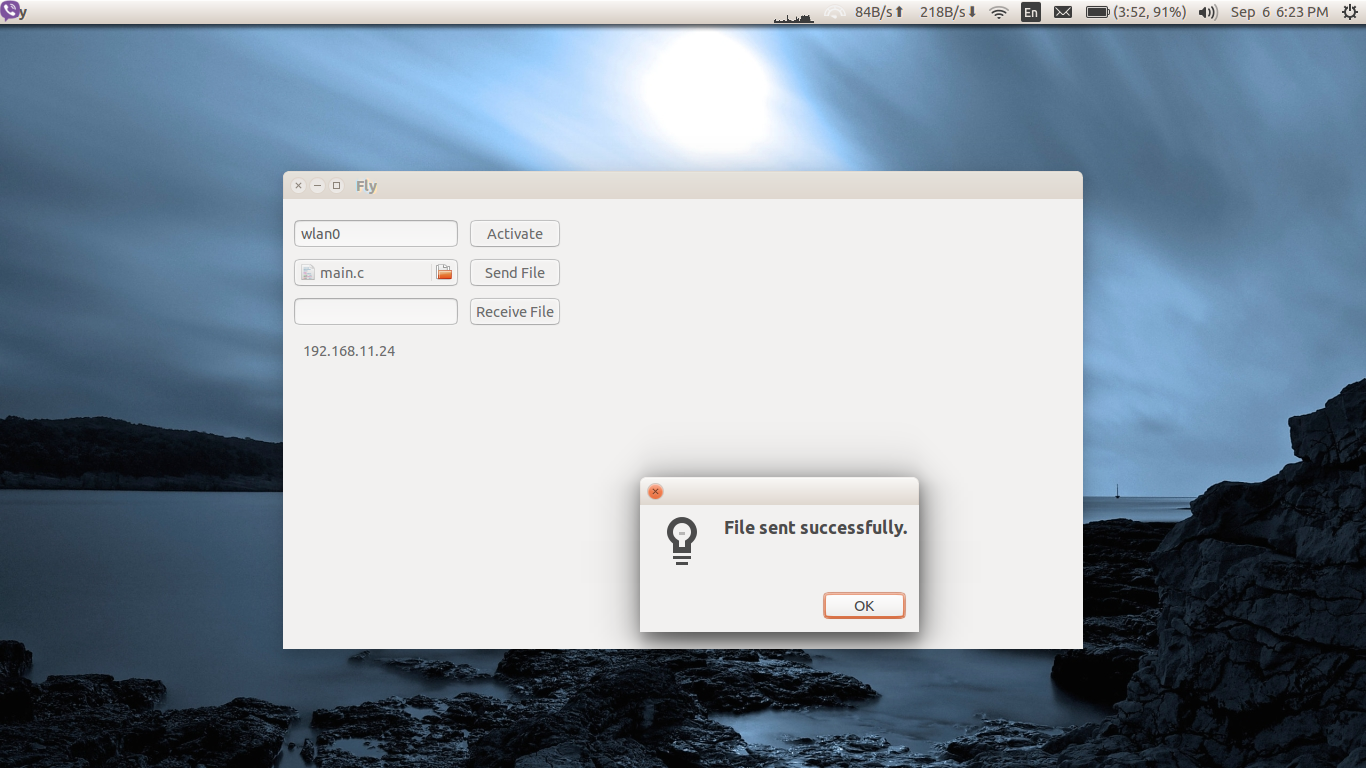 y 84B/s⬆ 218B/s⬇ En (3:52, 91%) Sep 6 6:23 PM
Fly
wlan0 Activate
main.c Send File
Receive File
192.168.11.24
File sent successfully.
OK